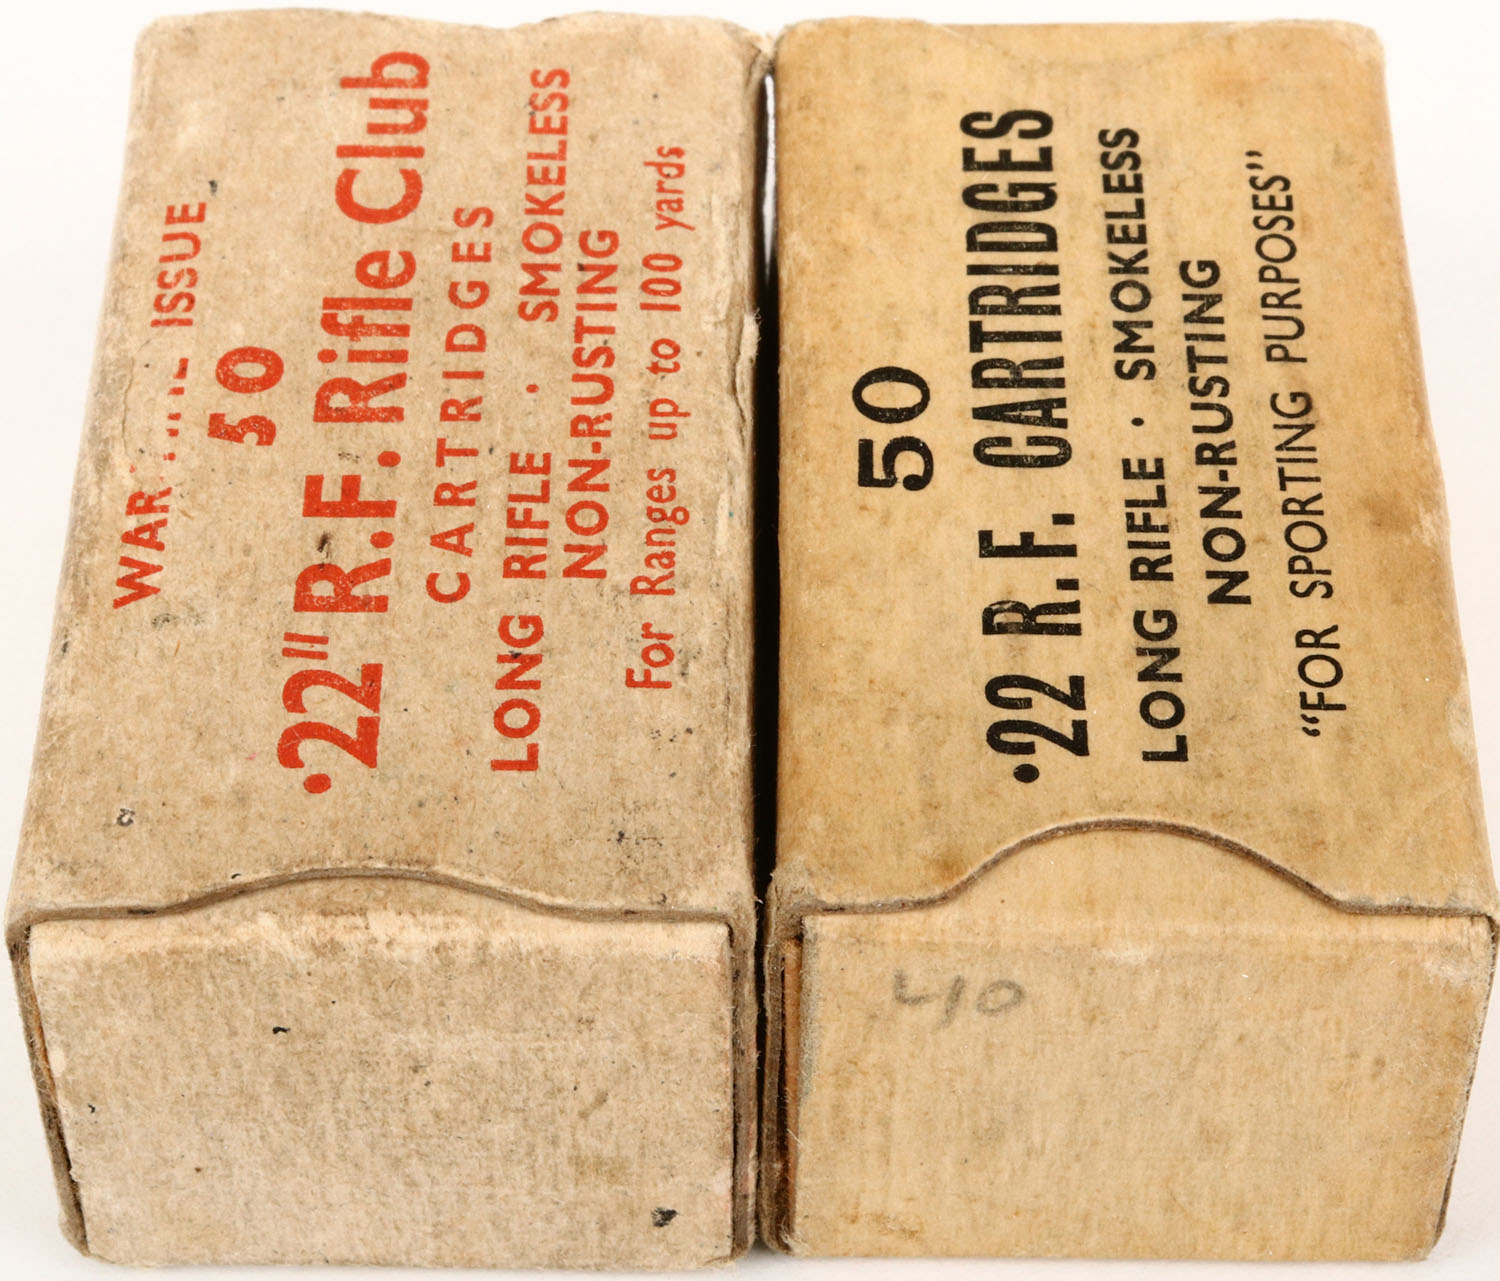 WARTIME ISSUE
50
·22" R.F. Rifle Club
CARTRIDGES
LONG RIFLE · SMOKELESS
NON-RUSTING
For Ranges up to 100 yards
50
·22 R.F. CARTRIDGES
LONG RIFLE · SMOKELESS
NON-RUSTING
"FOR SPORTING PURPOSES"
40